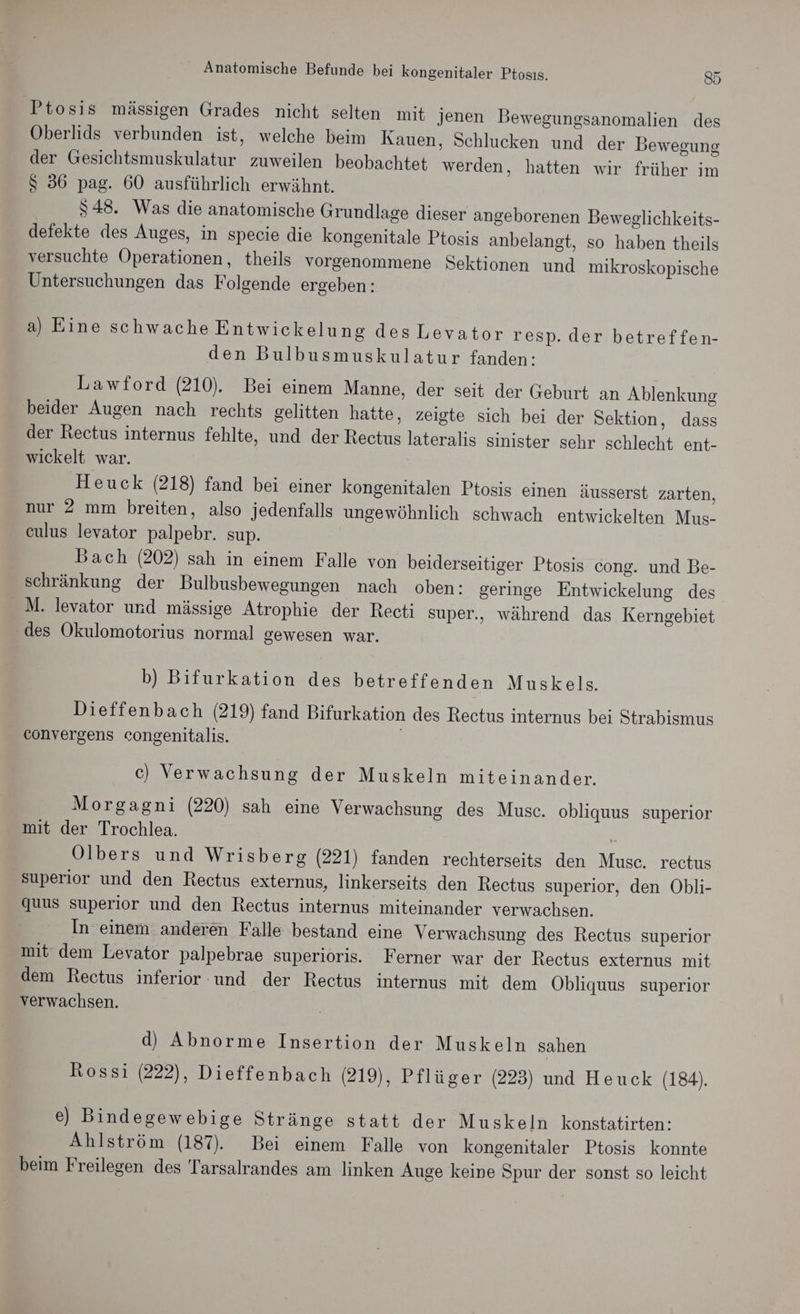 Anatomische Befunde bei kongenitaler Ptosis. 85
Ptosis mässigen Grades nicht selten mit jenen Bewegungsanomalien des
Oberlids verbunden ist, welche beim Kauen, Schlucken und der Bewegung
der Gesichtsmuskulatur zuweilen beobachtet werden, hatten wir früher im
§ 36 pag. 60 ausführlich erwähnt.
§ 48. Was die anatomische Grundlage dieser angeborenen Beweglichkeits-
defekte des Auges, in specie die kongenitale Ptosis anbelangt, so haben theils
versuchte Operationen, theils vorgenommene Sektionen und mikroskopische
Untersuchungen das Folgende ergeben:
a) Eine schwache Entwickelung des Levator resp. der betreffen-
den Bulbusmuskulatur fanden:
Lawford (210). Bei einem Manne, der seit der Geburt an Ablenkung
beider Augen nach rechts gelitten hatte, zeigte sich bei der Sektion, dass
der Rectus internus fehlte, und der Rectus lateralis sinister sehr schlecht ent-
wickelt war.
Heuck (218) fand bei einer kongenitalen Ptosis einen äusserst zarten,
nur 2 mm breiten, also jedenfalls ungewöhnlich schwach entwickelten Mus-
culus levator palpebr. sup.
Bach (202) sah in einem Falle von beiderseitiger Ptosis cong. und Be-
schränkung der Bulbusbewegungen nach oben: geringe Entwickelung des
M. levator und mässige Atrophie der Recti super., während das Kerngebiet
des Okulomotorius normal gewesen war.
b) Bifurkation des betreffenden Muskels.
Dieffenbach (219) fand Bifurkation des Rectus internus bei Strabismus
convergens congenitalis.
c) Verwachsung der Muskeln miteinander.
Morgagni (220) sah eine Verwachsung des Musc. obliquus superior
mit der Trochlea.
Olbers und Wrisberg (221) fanden rechterseits den Musc. rectus
superior und den Rectus externus, linkerseits den Rectus superior, den Obli-
quus superior und den Rectus internus miteinander verwachsen.
In einem anderen Falle bestand eine Verwachsung des Rectus superior
mit dem Levator palpebrae superioris. Ferner war der Rectus externus mit
dem Rectus inferior und der Rectus internus mit dem Obliquus superior
verwachsen.
d) Abnorme Insertion der Muskeln sahen
Rossi (222), Dieffenbach (219), Pflüger (223) und Heuck (184).
e) Bindegewebige Stränge statt der Muskeln konstatirten:
Ahlström (187). Bei einem Falle von kongenitaler Ptosis konnte
beim Freilegen des Tarsalrandes am linken Auge keine Spur der sonst so leicht